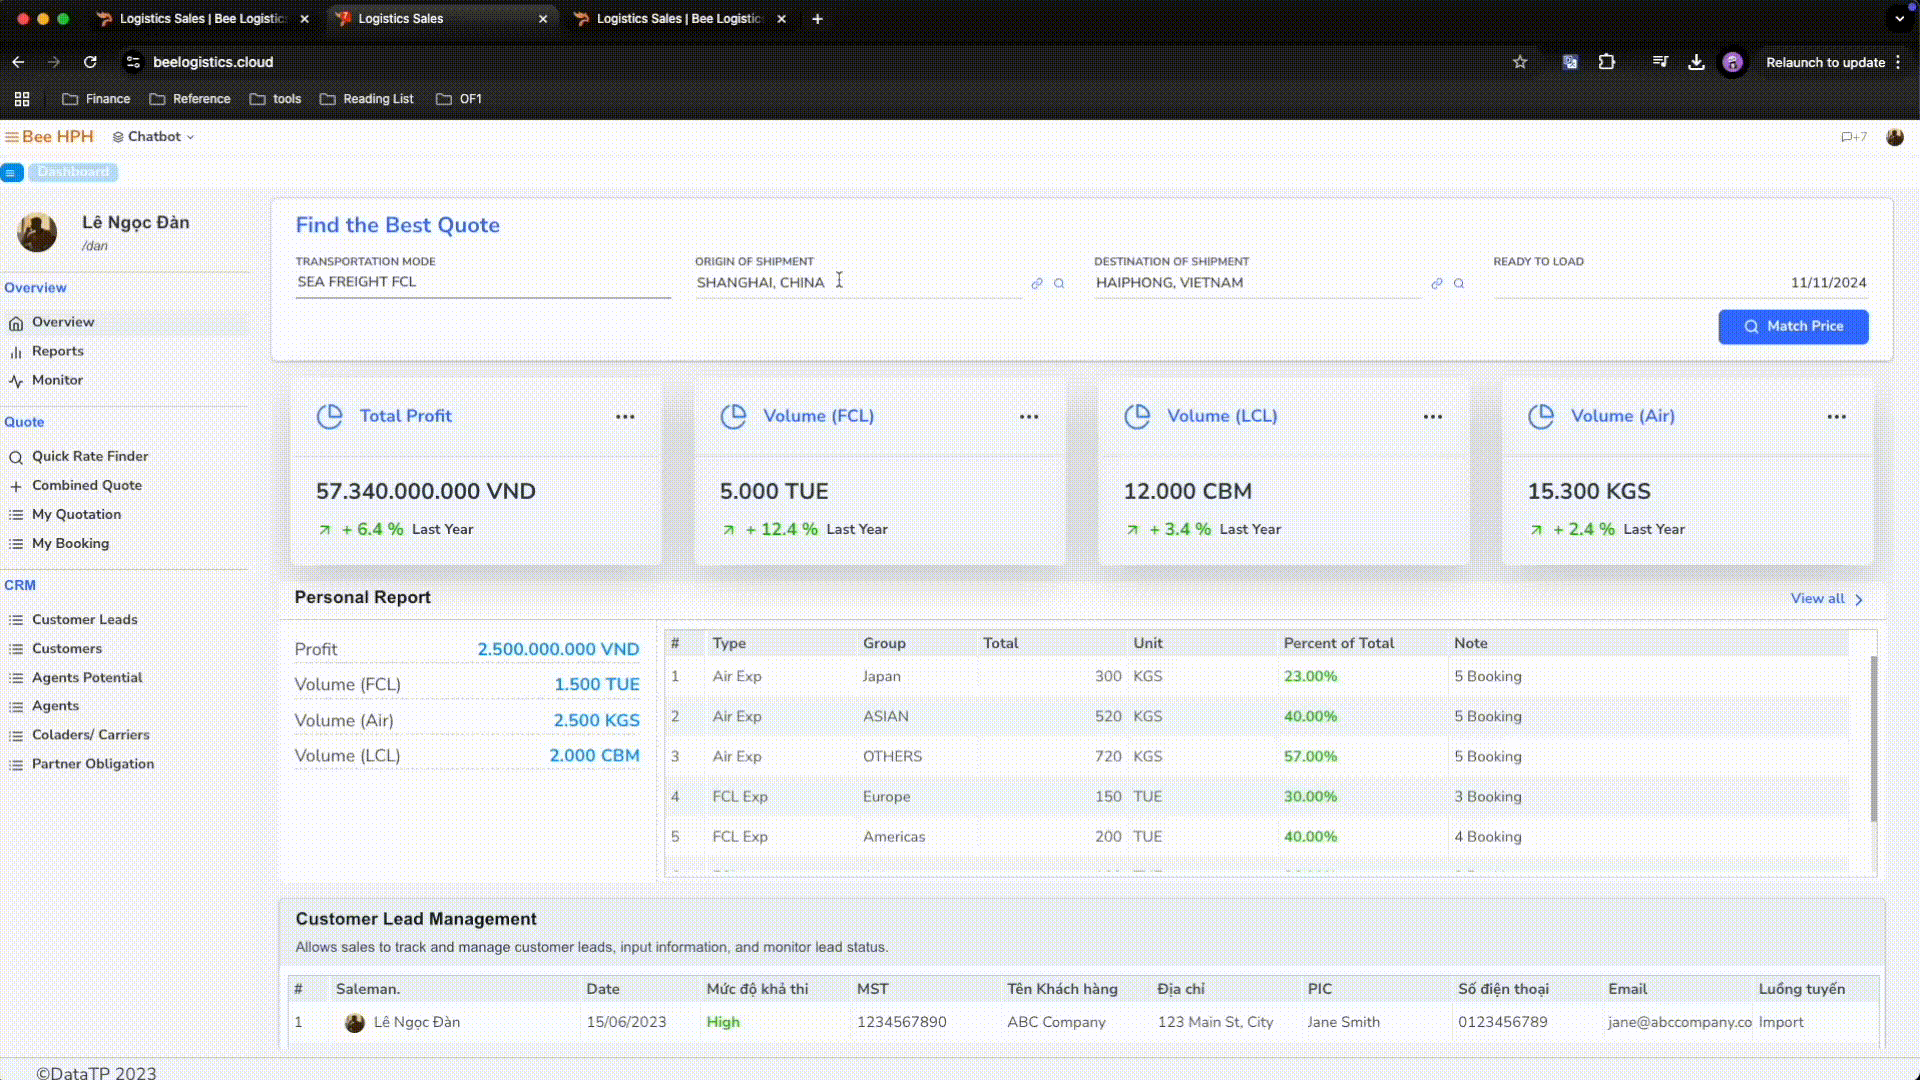 Logistics Sales | Bee Logistic
Logistics Sales
Logistics Sales | Bee Logistic
beelogistics.cloud
Relaunch to update
Finance
Reference
tools
Reading List
OF1
Bee HPH
Chatbot
+7
Dashboard
Lê Ngọc Đàn
/dan
Overview
Overview
Reports
Monitor
Quote
Quick Rate Finder
Combined Quote
My Quotation
My Booking
CRM
Customer Leads
Customers
Agents Potential
Agents
Coladers/ Carriers
Partner Obligation
Find the Best Quote
TRANSPORTATION MODE
SEA FREIGHT FCL
ORIGIN OF SHIPMENT
SHANGHAI, CHINA
DESTINATION OF SHIPMENT
HAIPHONG, VIETNAM
READY TO LOAD
11/11/2024
Match Price
Total Profit
57.340.000.000 VND
+ 6.4 % Last Year
Volume (FCL)
5.000 TUE
+ 12.4 % Last Year
Volume (LCL)
12.000 CBM
+ 3.4 % Last Year
Volume (Air)
15.300 KGS
+ 2.4 % Last Year
Personal Report
View all
Profit 2.500.000.000 VND
Volume (FCL) 1.500 TUE
Volume (Air) 2.500 KGS
Volume (LCL) 2.000 CBM
# Type Group Total Unit Percent of Total Note
1 Air Exp Japan 300 KGS 23.00% 5 Booking
2 Air Exp ASIAN 520 KGS 40.00% 5 Booking
3 Air Exp OTHERS 720 KGS 57.00% 5 Booking
4 FCL Exp Europe 150 TUE 30.00% 3 Booking
5 FCL Exp Americas 200 TUE 40.00% 4 Booking
Customer Lead Management
Allows sales to track and manage customer leads, input information, and monitor lead status.
# Saleman. Date Mức độ khả thi MST Tên Khách hàng Địa chỉ PIC Số điện thoại Email Luồng tuyến
1 Lê Ngọc Đàn 15/06/2023 High 1234567890 ABC Company 123 Main St, City Jane Smith 0123456789 jane@abccompany.co Import
©DataTP 2023